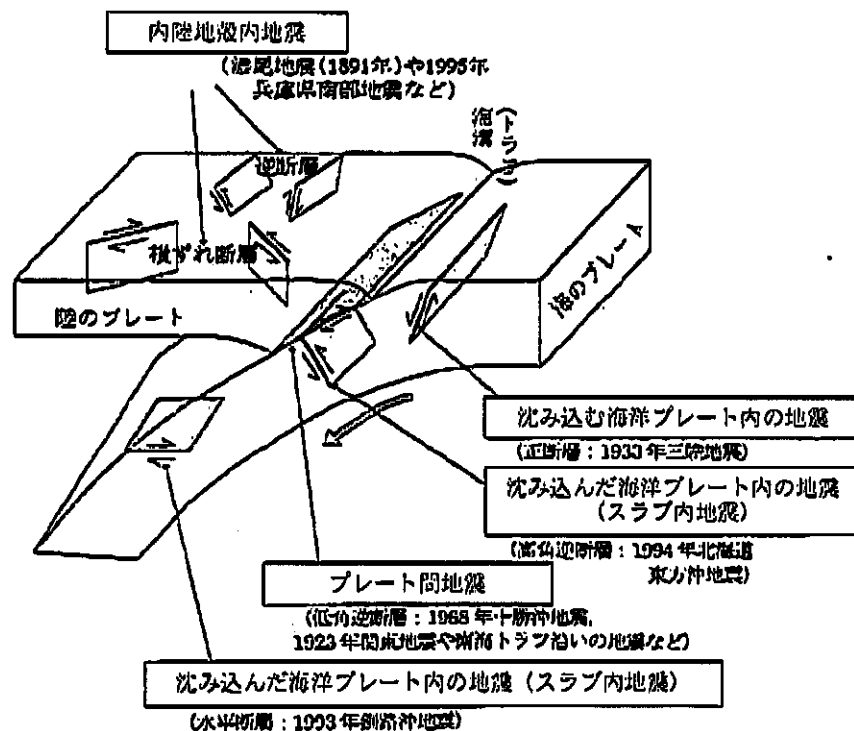 内陸地殻内地震
(濃尾地震(1891年)や1995年
兵庫県南部地震など)
海溝
(トラフ)
逆断層
横ずれ断層
陸のプレート
海のプレート
沈み込む海洋プレート内の地震
(正断層:1933年三陸地震)
沈み込んだ海洋プレート内の地震
(スラブ内地震)
(高角逆断層:1994年北海道
東方沖地震)
プレート間地震
(低角逆断層:1968年十勝沖地震,
1923年関東地震や南海トラフ沿いの地震など)
沈み込んだ海洋プレート内の地震(スラブ内地震)
(水平断層:1993年釧路沖地震)